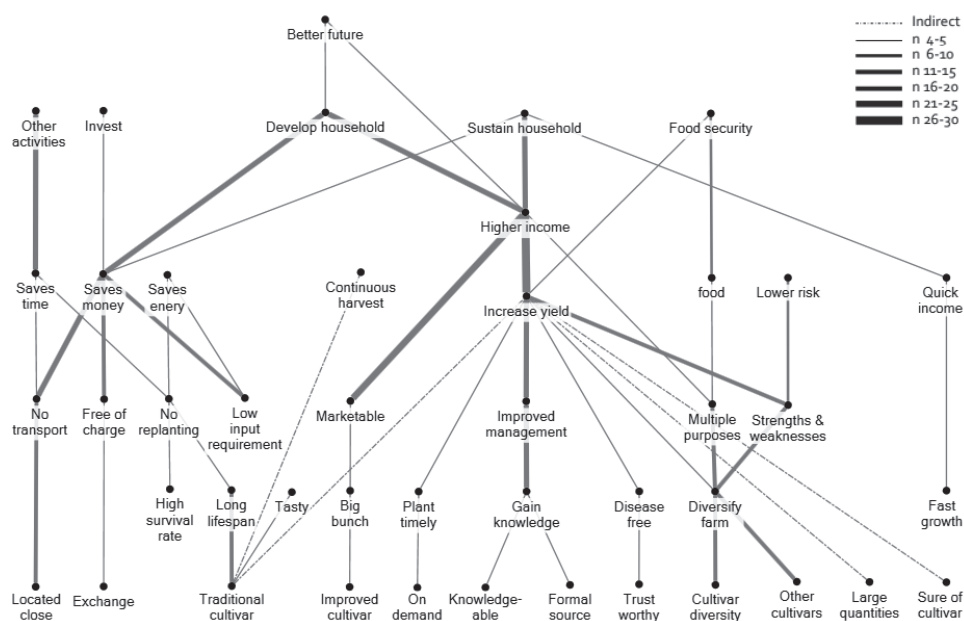 Indirect
n 4-5
n 6-10
n 11-15
n 16-20
n 21-25
n 26-30
Better future
Other
activities
Invest
Develop household
Sustain household
Food security
Higher income
Saves
time
Saves
money
Saves
enery
Continuous
harvest
Increase yield
food
Lower risk
Quick
income
No
transport
Free of
charge
No
replanting
Low
input
requirement
Marketable
Improved
management
Multiple
purposes
Strengths &
weaknesses
High
survival
rate
Long
lifespan
Tasty
Big
bunch
Plant
timely
Gain
knowledge
Disease
free
Diversify
farm
Fast
growth
Located
close
Exchange
Traditional
cultivar
Improved
cultivar
On
demand
Knowledge-
able
Formal
source
Trust
worthy
Cultivar
diversity
Other
cultivars
Large
quantities
Sure of
cultivar